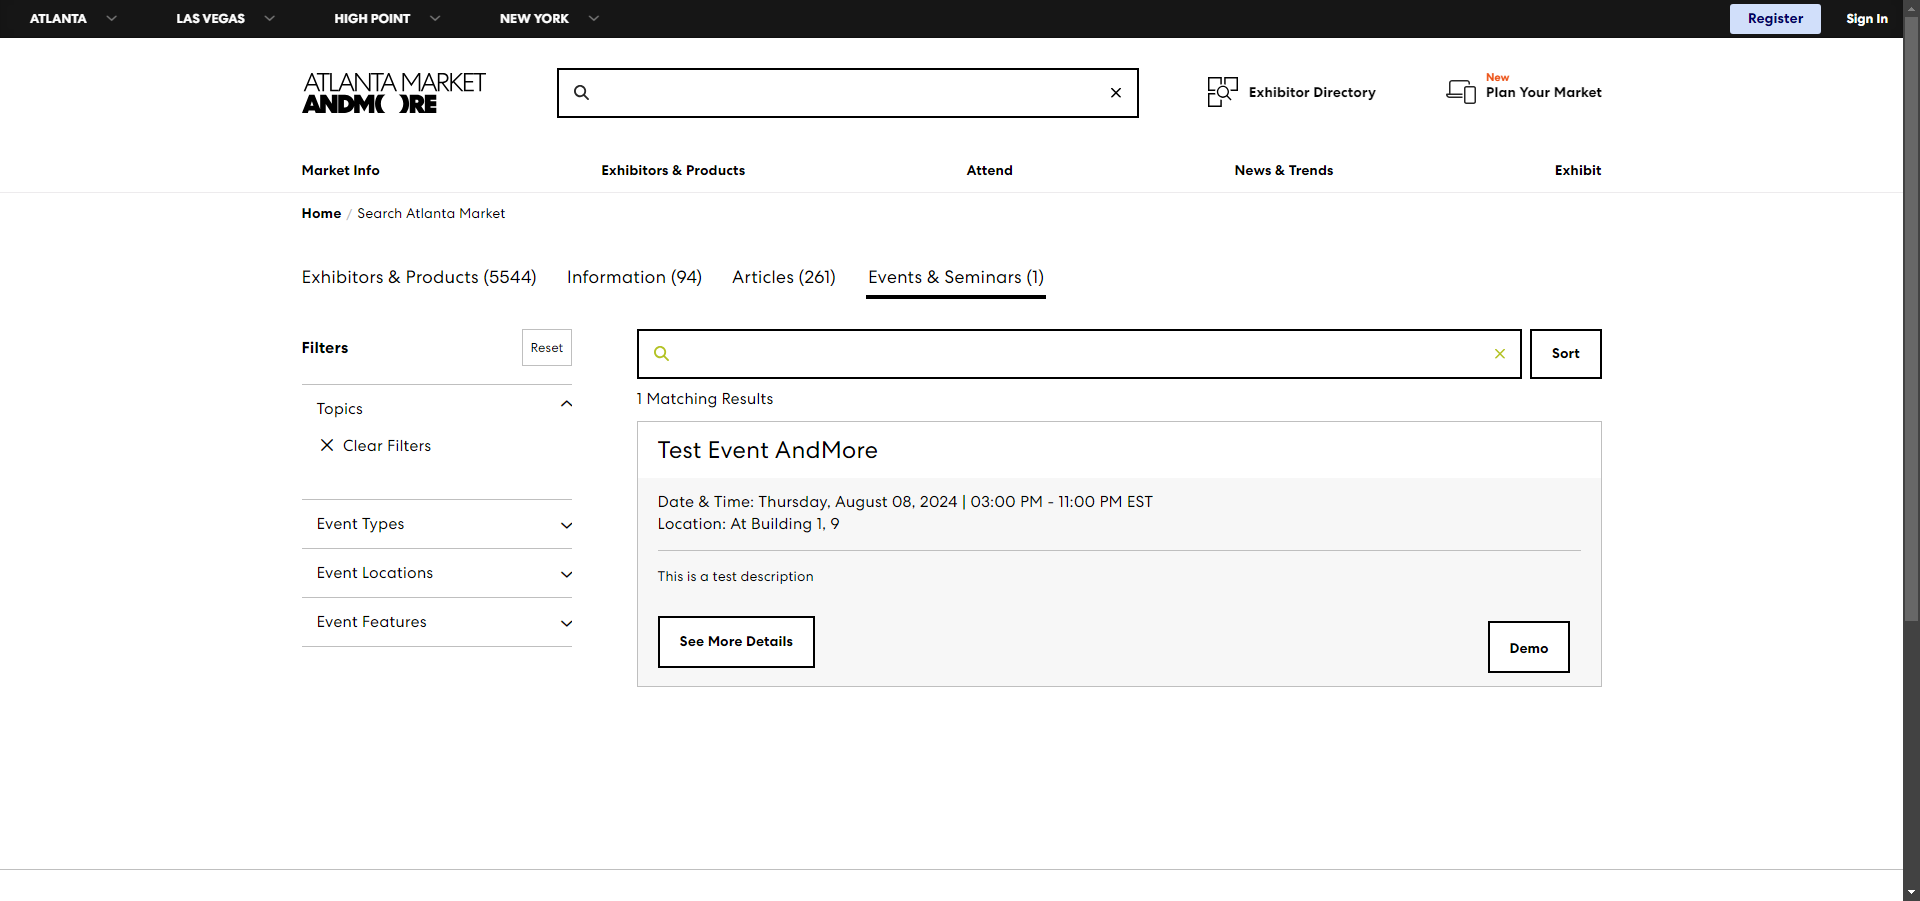 ATLANTA LAS VEGAS HIGH POINT NEW YORK Register Sign In
ATLANTA MARKET
ANDMORE
Exhibitor Directory
New
Plan Your Market
Market Info Exhibitors & Products Attend News & Trends Exhibit
Home / Search Atlanta Market
Exhibitors & Products (5544) Information (94) Articles (261) Events & Seminars (1)
Filters Reset
Sort
Topics
Clear Filters
Event Types
Event Locations
Event Features
1 Matching Results
Test Event AndMore
Date & Time: Thursday, August 08, 2024 | 03:00 PM - 11:00 PM EST
Location: At Building 1, 9
This is a test description
See More Details Demo